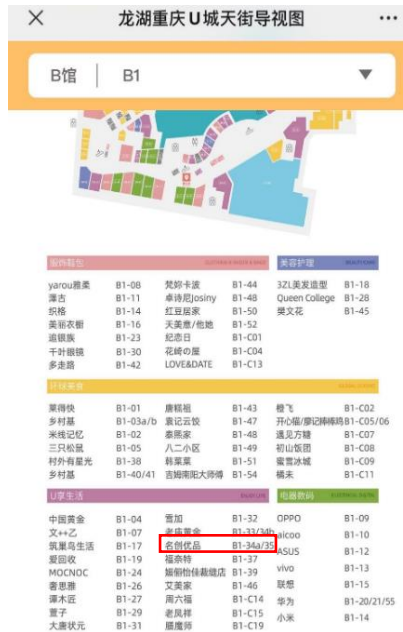 龙湖重庆U城天街导视图
B馆 B1
服饰鞋包
yarou雅柔 B1-08
藻古 B1-11
织格 B1-14
美丽衣橱 B1-16
追银族 B1-23
千叶眼镜 B1-30
多走路 B1-42
梵妳卡波 B1-44
卓诗尼Josiny B1-48
红豆居家 B1-50
天美意/他她 B1-52
纪恋日 B1-C01
花崎の屋 B1-C04
LOVE&DATE B1-C13
美容护理
3ZL美发造型 B1-18
Queen College B1-28
樊文花 B1-45
环球美食
莱得快 B1-01
乡村基 B1-03a/b
米线记忆 B1-02
三只松鼠 B1-05
村外有星光 B1-38
乡村基 B1-40/41
唐糕祖 B1-43
袁记云饺 B1-47
泰熙家 B1-48
八二小区 B1-49
韩菓菓 B1-51
吉姆南阳大师傅 B1-54
橙飞 B1-C02
开心猫/廖记棒棒鸡 B1-C05/06
遇见方糖 B1-C07
初山饭团 B1-C08
蜜雪冰城 B1-C09
橘未 B1-C11
U享生活
中国黄金 B1-04
文++乙 B1-07
筑巢鸟生活 B1-17
爱回收 B1-19
MOCNOC B1-24
奢思雅 B1-26
谭木匠 B1-27
萱子 B1-29
大唐状元 B1-31
雪加 B1-32
老庙黄金 B1-33/34b
名创优品 B1-34a/35
福奈特 B1-37
媚俪怡佳裁缝店 B1-39
艾美家 B1-46
周六福 B1-C14
老凤祥 B1-C15
膳魔师 B1-C19
电器数码
OPPO B1-09
aicoo B1-10
ASUS B1-12
vivo B1-13
联想 B1-15
华为 B1-20/21/55
小米 B1-14